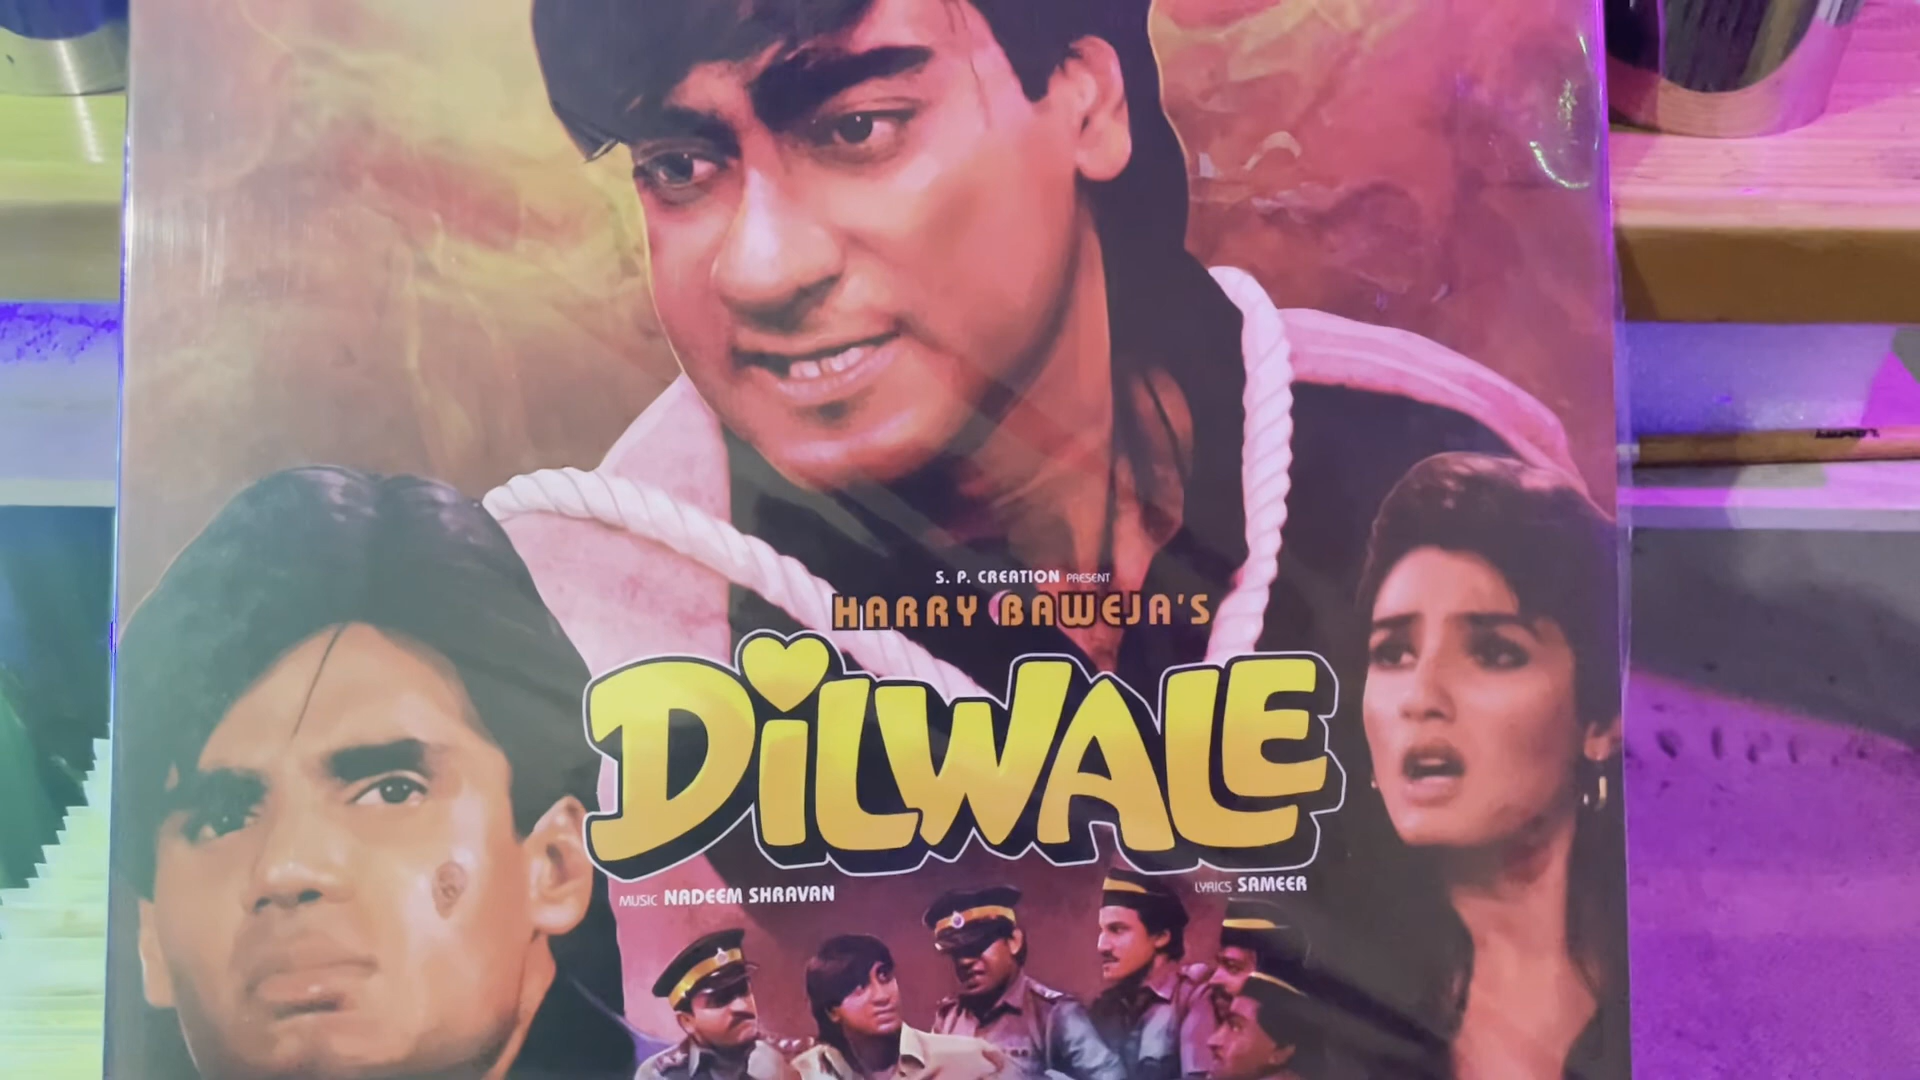 S. P. CREATION PRESENT
HARRY BAWEJA'S
DiLWALE
MUSIC NADEEM SHRAVAN
LYRICS SAMEER